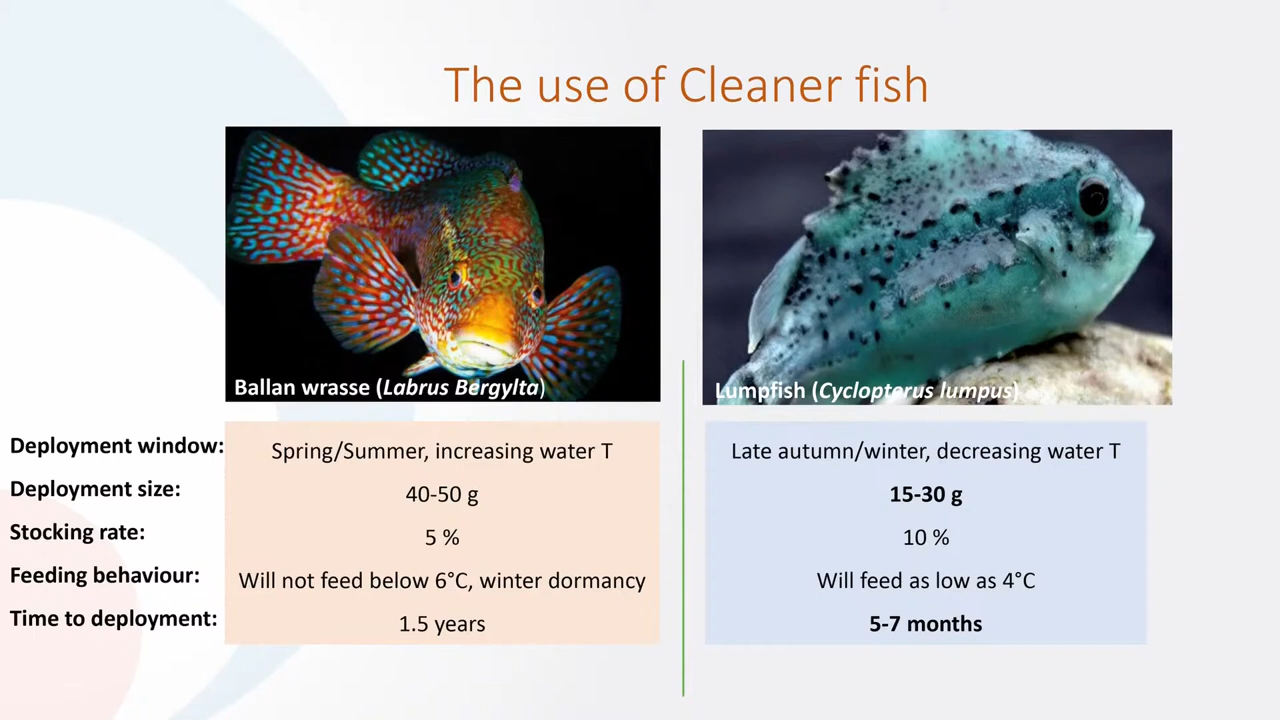 The use of Cleaner fish
Ballan wrasse (Labrus Bergylta)
Lumpfish (Cyclopterus lumpus)
Deployment window: Spring/Summer, increasing water T Late autumn/winter, decreasing water T
Deployment size: 40-50 g 15-30 g
Stocking rate: 5 % 10 %
Feeding behaviour: Will not feed below 6°C, winter dormancy Will feed as low as 4°C
Time to deployment: 1.5 years 5-7 months